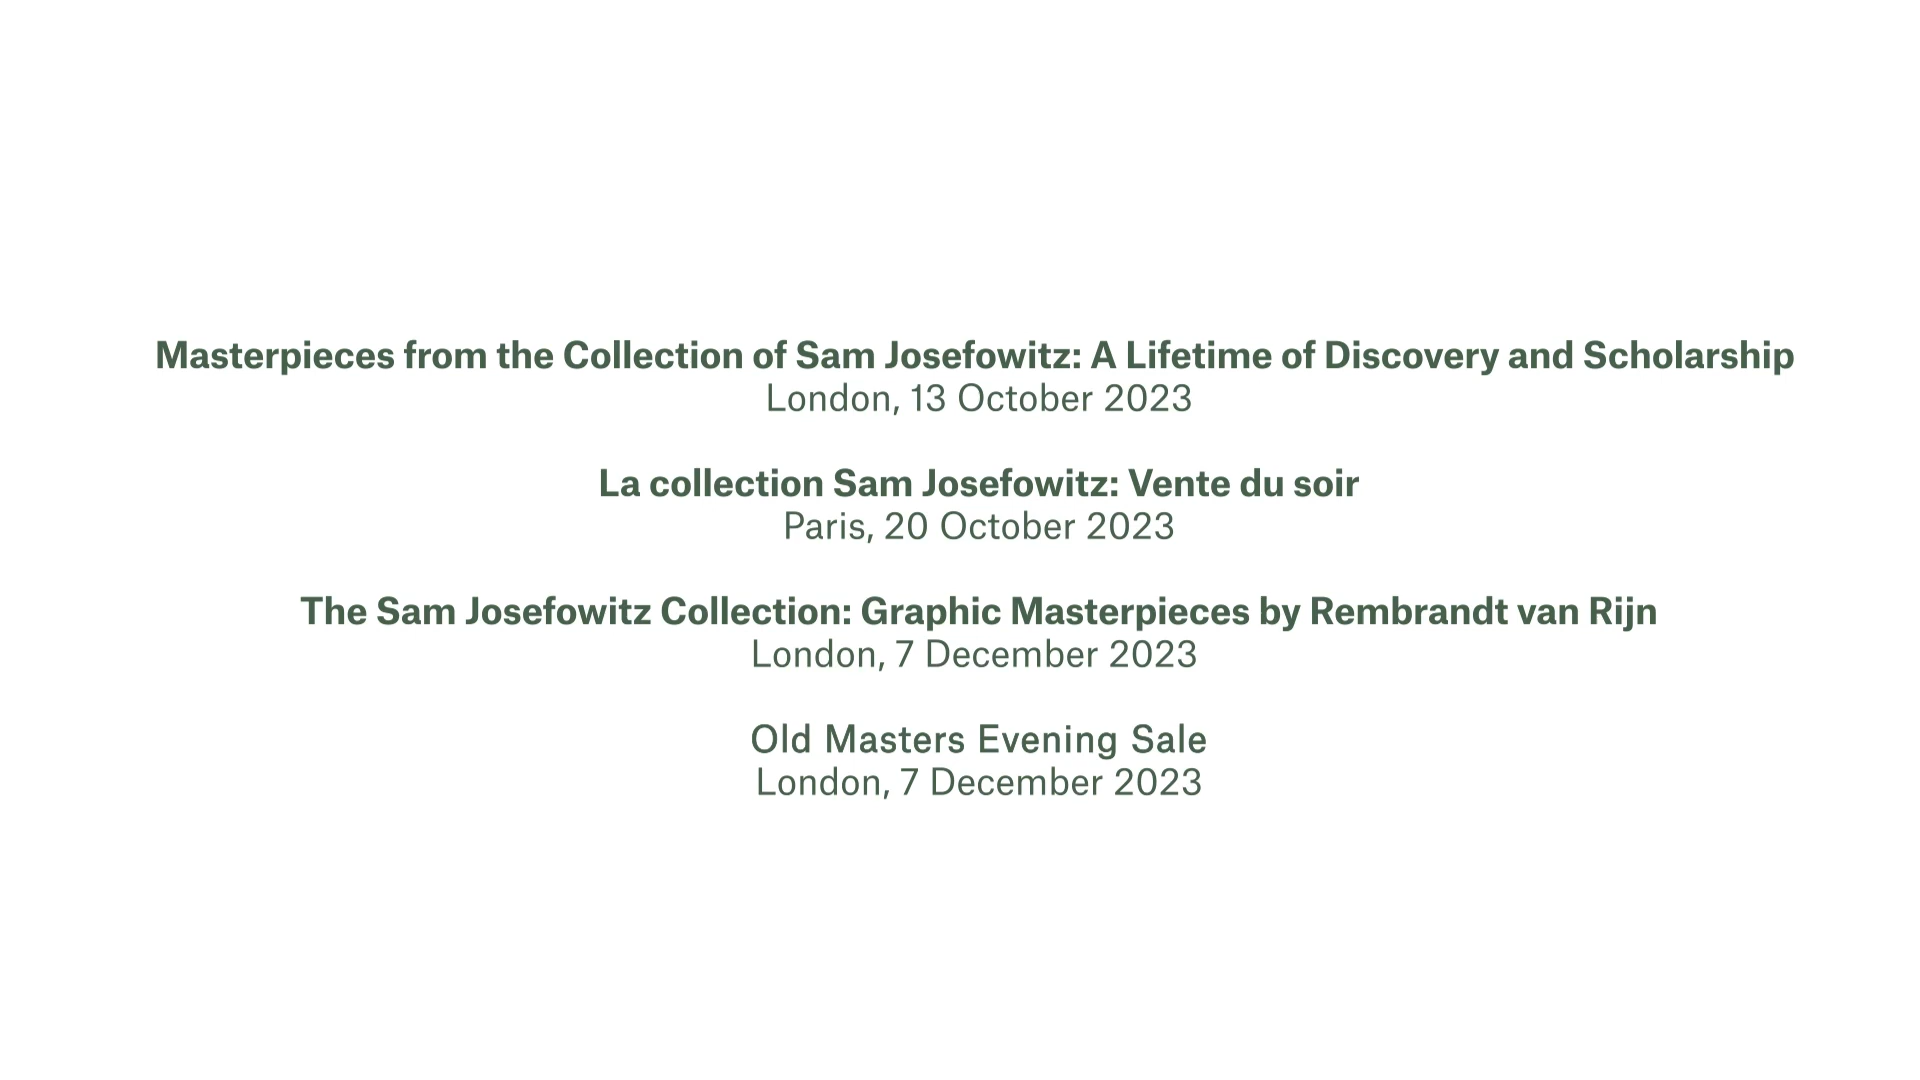 Masterpieces from the Collection of Sam Josefowitz: A Lifetime of Discovery and Scholarship
London, 13 October 2023
La collection Sam Josefowitz: Vente du soir
Paris, 20 October 2023
The Sam Josefowitz Collection: Graphic Masterpieces by Rembrandt van Rijn
London, 7 December 2023
Old Masters Evening Sale
London, 7 December 2023